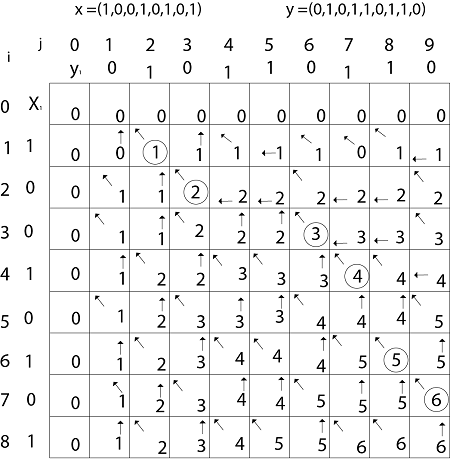 x =(1,0,0,1,0,1,0,1) y =(0,1,0,1,1,0,1,1,0)
j 0 1 2 3 4 5 6 7 8 9
i yᵢ 0 1 0 1 1 0 1 1 0
0 Xᵢ 0 0 0 0 0 0 0 0 0 0
1 1 0 0 1 1 1 1 1 0 1 1
2 0 0 1 1 2 2 2 2 2 2 2
3 0 0 1 1 2 2 2 3 3 3 3
4 1 0 1 2 2 3 3 3 4 4 4
5 0 0 1 2 3 3 3 4 4 4 5
6 1 0 1 2 3 4 4 4 5 5 5
7 0 0 1 2 3 4 4 5 5 5 6
8 1 0 1 2 3 4 5 5 6 6 6